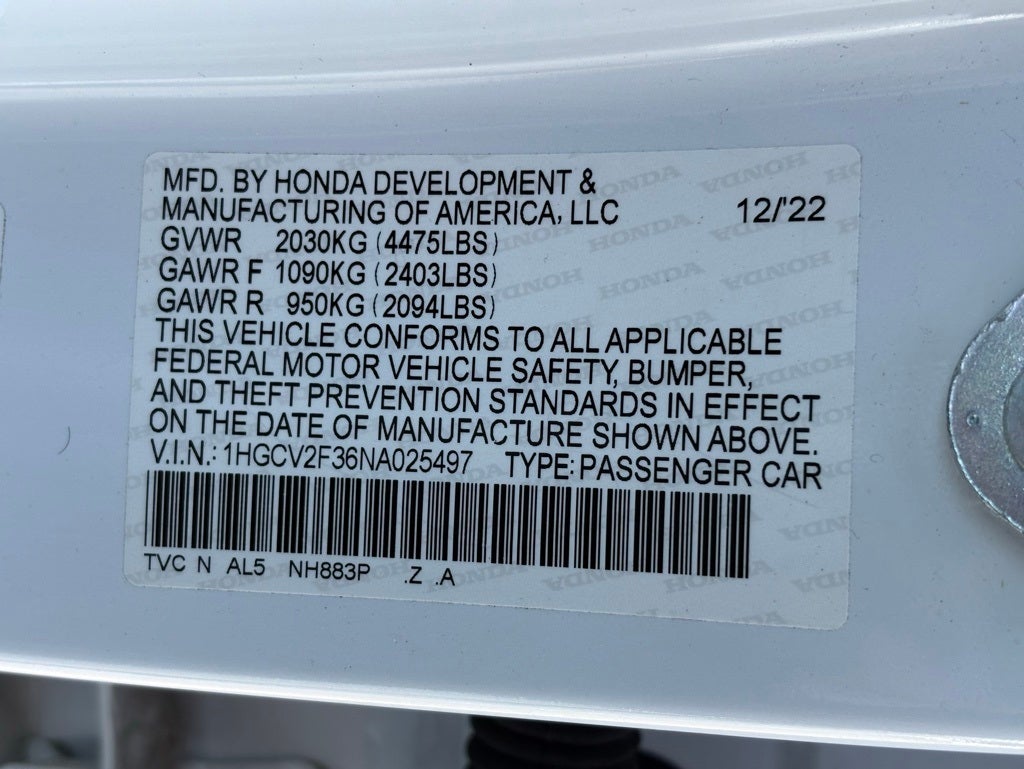 MFD. BY HONDA DEVELOPMENT &
MANUFACTURING OF AMERICA, LLC 12/'22
GVWR 2030KG (4475LBS)
GAWR F 1090KG (2403LBS)
GAWR R 950KG (2094LBS)
THIS VEHICLE CONFORMS TO ALL APPLICABLE
FEDERAL MOTOR VEHICLE SAFETY, BUMPER,
AND THEFT PREVENTION STANDARDS IN EFFECT
ON THE DATE OF MANUFACTURE SHOWN ABOVE.
V.I.N.: 1HGCV2F36NA025497 TYPE: PASSENGER CAR
TVC N AL5 NH883P .Z .A